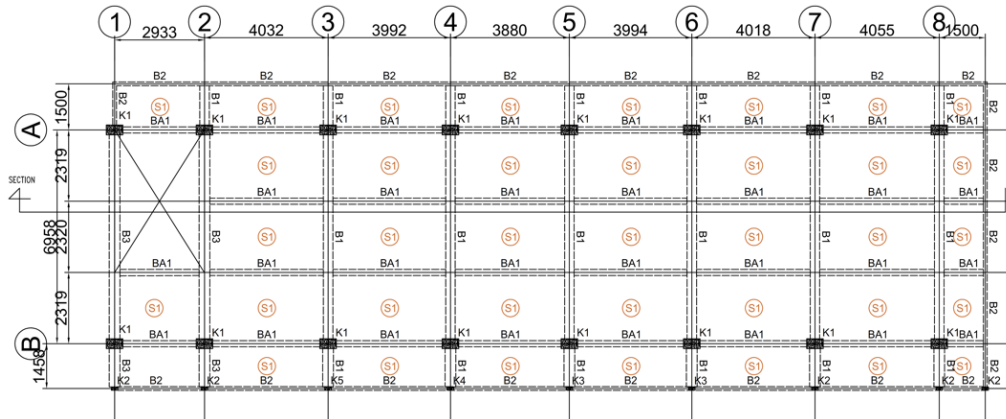 1 2 3 4 5 6 7 8
2933 4032 3992 3880 3994 4018 4055 1500
B2 B2 B2 B2 B2 B2 B2 B2
B2 B1 B1 B1 B1 B1 B1 B1 B2
1500
S1 S1 S1 S1 S1 S1 S1 S1
K1 K1 K1 K1 K1 K1 K1 K1
BA1 BA1 BA1 BA1 BA1 BA1 BA1 BA1
A
2319
S1 S1 S1 S1 S1 S1 S1
B2
SECTION
BA1 BA1 BA1 BA1 BA1 BA1 BA1
6958
2320
B3 B3 B1 B1 B1 B1 B1 B1 B2
S1 S1 S1 S1 S1 S1 S1
BA1 BA1 BA1 BA1 BA1 BA1 BA1 BA1
2319
S1 S1 S1 S1 S1 S1 S1 S1
B2
K1 K1 K1 K1 K1 K1 K1 K1
BA1 BA1 BA1 BA1 BA1 BA1 BA1 BA1
B
1458
B3 B3 B1 B1 B1 B1 B1 B1 B2
S1 S1 S1 S1 S1 S1 S1
K2 B2 K2 B2 K5 B2 K4 B2 K3 B2 K3 B2 K2 B2 K2 B2 K2